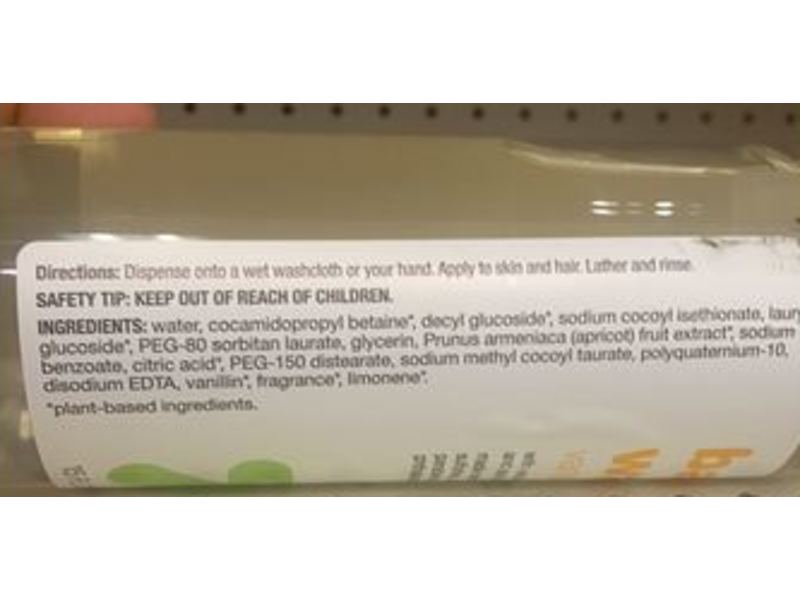 Directions: Dispense onto a wet washcloth or your hand. Apply to skin and hair. Lather and rinse.
SAFETY TIP: KEEP OUT OF REACH OF CHILDREN.
INGREDIENTS: water, cocamidopropyl betaine*, decyl glucoside*, sodium cocoyl isethionate, laury
glucoside*, PEG-80 sorbitan laurate, glycerin, Prunus armeniaca (apricot) fruit extract*, sodium
benzoate, citric acid*, PEG-150 distearate, sodium methyl cocoyl taurate, polyquaternium-10,
disodium EDTA, vanillin*, fragrance*, limonene*.
*plant-based ingredients.